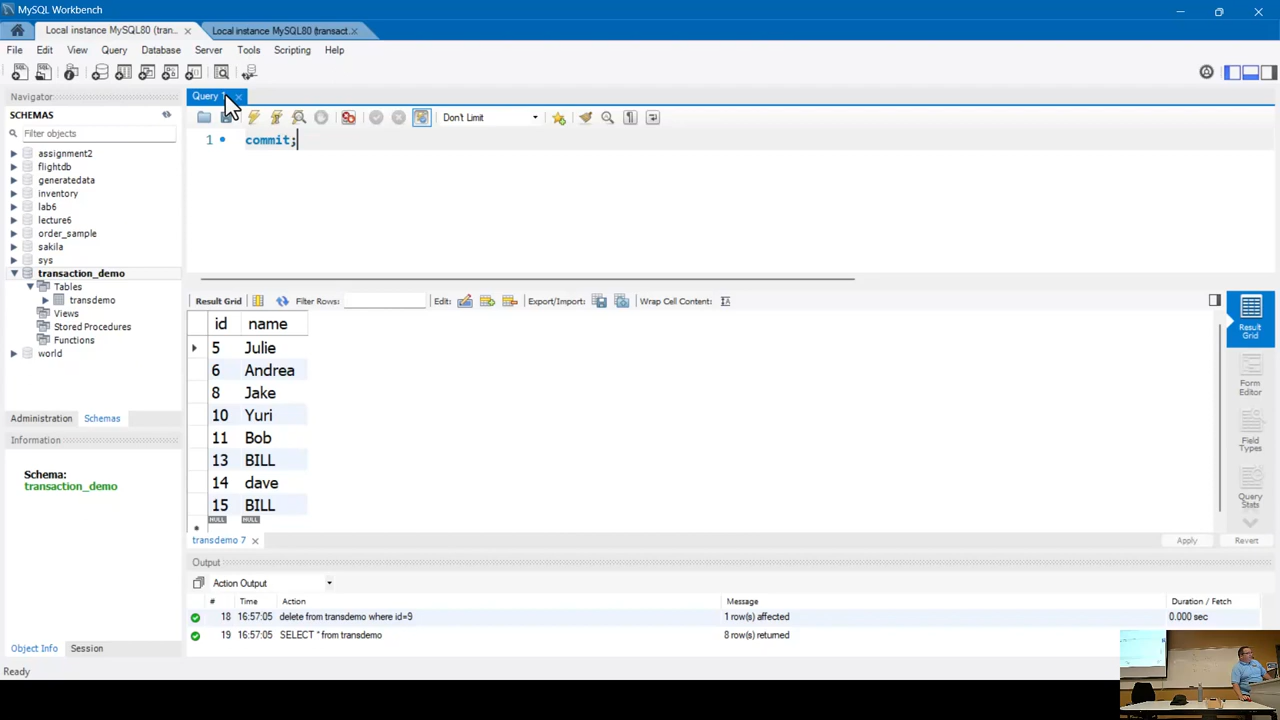 MySQL Workbench
Local instance MySQL80 (tran... × Local instance MySQL80 (transact... ×
File Edit View Query Database Server Tools Scripting Help
Navigator
Query 1 ×
SCHEMAS
Filter objects
Don't Limit
1 commit;
assignment2
flightdb
generatedata
inventory
lab6
lecture6
order_sample
sakila
sys
transaction_demo
Tables
transdemo
Views
Stored Procedures
Functions
world
Administration Schemas
Information
Schema:
transaction_demo
Object Info Session
Result Grid Filter Rows: Edit: Export/Import: Wrap Cell Content:
id name
5 Julie
6 Andrea
8 Jake
10 Yuri
11 Bob
13 BILL
14 dave
15 BILL
NULL NULL
Result
Grid
Form
Editor
Field
Types
Query
Stats
transdemo 7 × Apply Revert
Output
Action Output
# Time Action Message Duration / Fetch
18 16:57:05 delete from transdemo where id=9 1 row(s) affected 0.000 sec
19 16:57:05 SELECT * from transdemo 8 row(s) returned
Ready